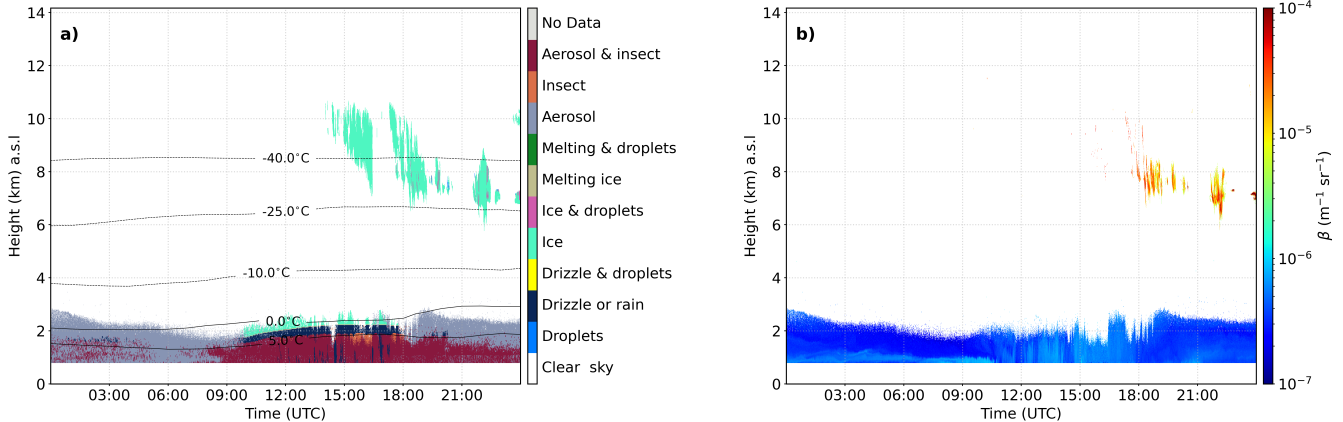 a)
14
12
10
8
6
4
2
0
Height (km) a.s.l
-40.0°C
-25.0°C
-10.0°C
0.0°C
5.0°C
03:00 06:00 09:00 12:00 15:00 18:00 21:00
Time (UTC)
No Data
Aerosol & insect
Insect
Aerosol
Melting & droplets
Melting ice
Ice & droplets
Ice
Drizzle & droplets
Drizzle or rain
Droplets
Clear sky
b)
14
12
10
8
6
4
2
0
Height (km) a.s.l
03:00 06:00 09:00 12:00 15:00 18:00 21:00
Time (UTC)
10⁻⁴
10⁻⁵
10⁻⁶
10⁻⁷
β (m⁻¹ sr⁻¹)